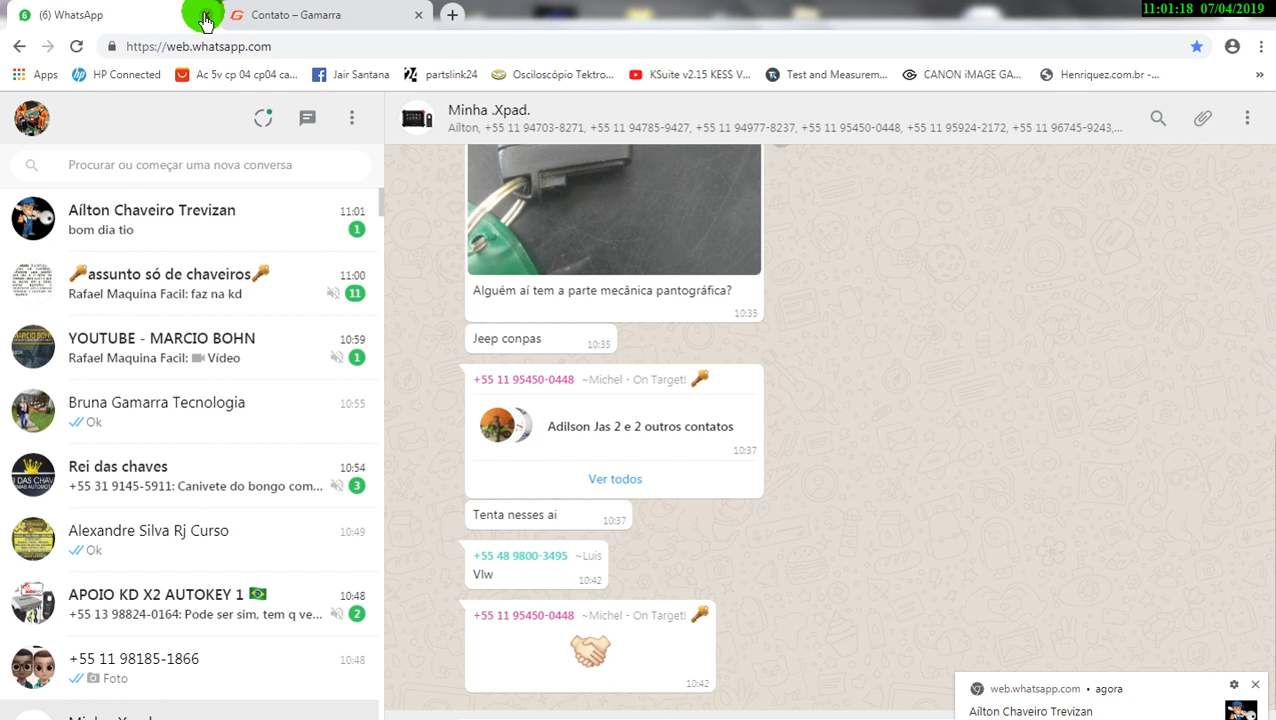 11:01:18 07/04/2019
(6) WhatsApp
Contato – Gamarra
https://web.whatsapp.com
Apps
HP Connected
Ac 5v cp 04 cp04 ca...
Jair Santana
partslink24
Osciloscópio Tektro...
KSuite v2.15 KESS V...
Test and Measurem...
CANON iMAGE GA...
Henriquez.com.br -...
»
Minha .Xpad.
Aílton, +55 11 94703-8271, +55 11 94785-9427, +55 11 94977-8237, +55 11 95450-0448, +55 11 95924-2172, +55 11 96745-9243,...
Procurar ou começar uma nova conversa
Aílton Chaveiro Trevizan 11:01
bom dia tio 1
🔑assunto só de chaveiros🔑 11:00
Rafael Maquina Facil: faz na kd 11
YOUTUBE - MARCIO BOHN 10:59
Rafael Maquina Facil: Vídeo 1
Bruna Gamarra Tecnologia 10:55
Ok
Rei das chaves 10:54
+55 31 9145-5911: Canivete do bongo com... 3
Alexandre Silva Rj Curso 10:49
Ok
APOIO KD X2 AUTOKEY 1 🇧🇷 10:48
+55 13 98824-0164: Pode ser sim, tem q ve... 2
+55 11 98185-1866 10:48
Foto
Alguém aí tem a parte mecânica pantográfica?
10:35
Jeep conpas 10:35
+55 11 95450-0448 ~Michel - On Target! 🔑
Adilson Jas 2 e 2 outros contatos
10:37
Ver todos
Tenta nesses ai 10:37
+55 48 9800-3495 ~Luis
Vlw 10:42
+55 11 95450-0448 ~Michel - On Target! 🔑
10:42
web.whatsapp.com • agora
Aílton Chaveiro Trevizan